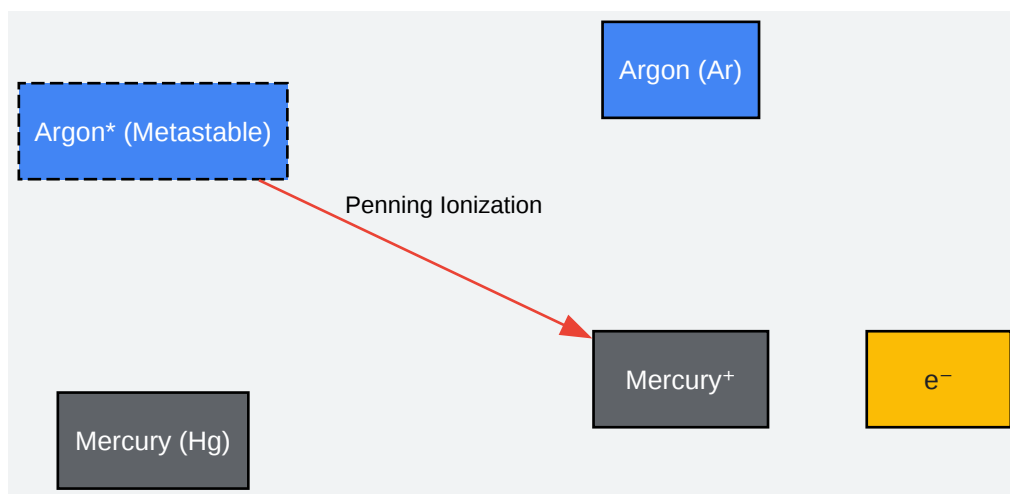 Argon (Ar)
Argon* (Metastable)
Penning Ionization
Mercury⁺
e⁻
Mercury (Hg)